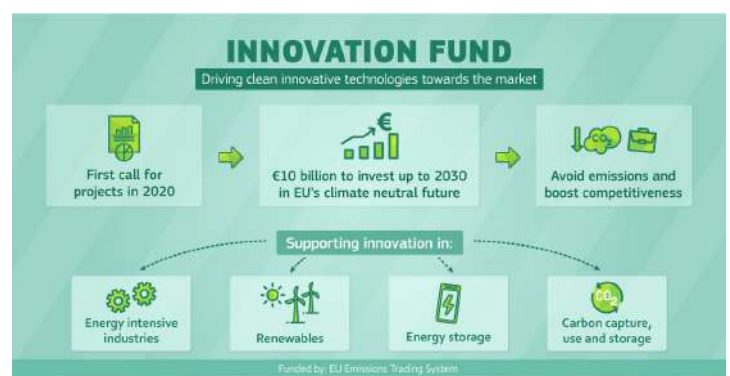 INNOVATION FUND
Driving clean innovative technologies towards the market
€
CO₂
First call for
projects in 2020
€10 billion to invest up to 2030
in EU's climate neutral future
Avoid emissions and
boost competitiveness
Supporting innovation in:
CO₂
Energy intensive
industries
Renewables
Energy storage
Carbon capture,
use and storage
Funded by: EU Emissions Trading System